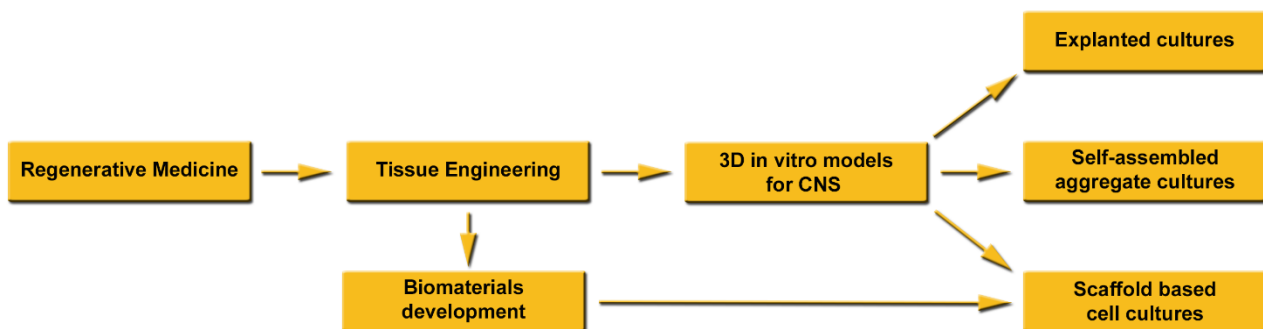 Explanted cultures
Regenerative Medicine
Tissue Engineering
3D in vitro models
for CNS
Self-assembled
aggregate cultures
Biomaterials
development
Scaffold based
cell cultures